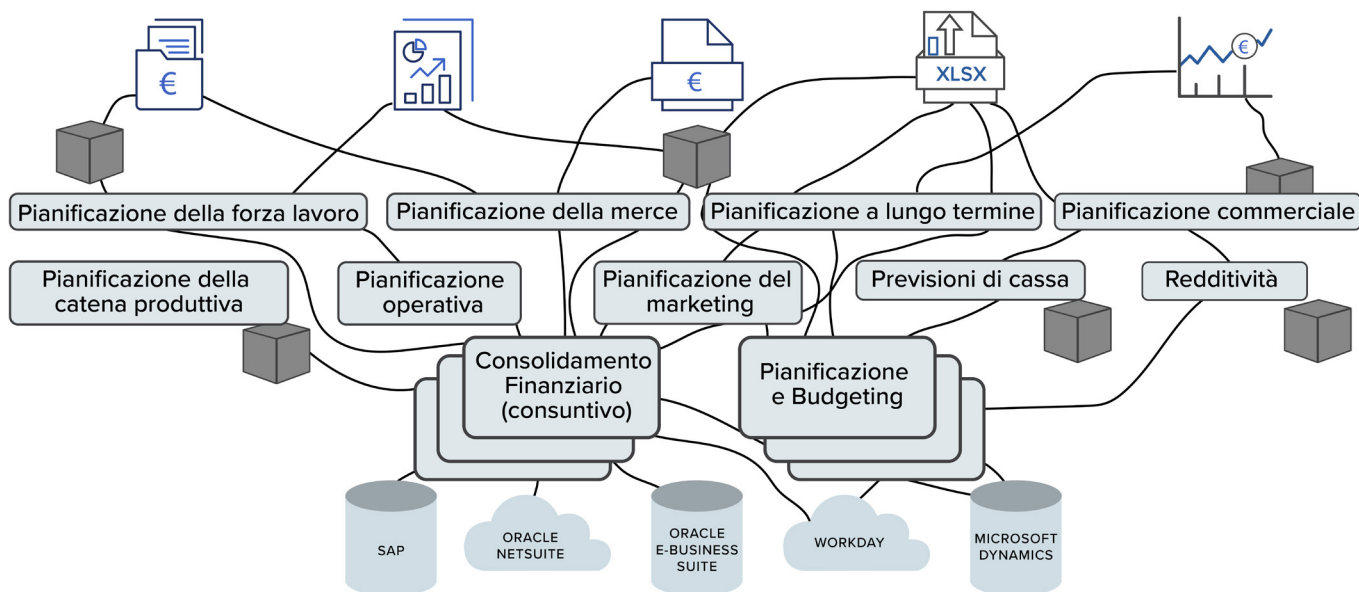 €
€
XLSX
€
Pianificazione della forza lavoro
Pianificazione della merce
Pianificazione a lungo termine
Pianificazione commerciale
Pianificazione della
catena produttiva
Pianificazione
operativa
Pianificazione del
marketing
Previsioni di cassa
Redditività
Consolidamento
Finanziario
(consuntivo)
Pianificazione
e Budgeting
SAP
ORACLE
NETSUITE
ORACLE
E-BUSINESS
SUITE
WORKDAY
MICROSOFT
DYNAMICS